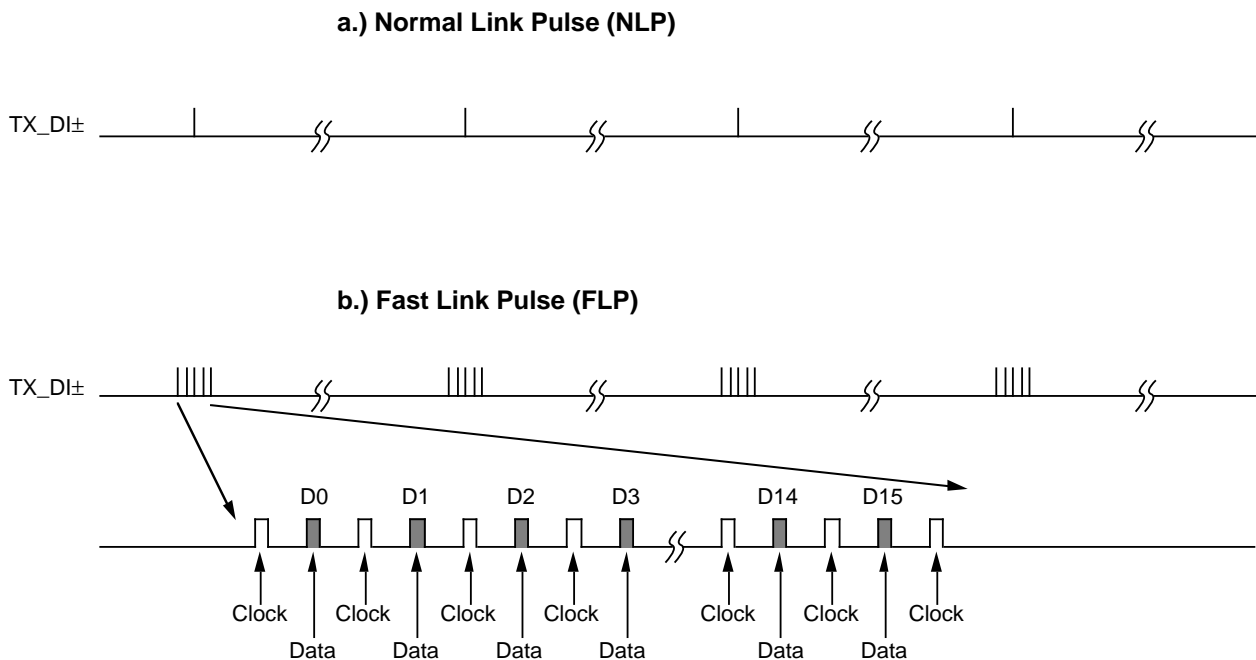 a.) Normal Link Pulse (NLP)
TX_DI±
b.) Fast Link Pulse (FLP)
TX_DI±
D0 D1 D2 D3 D14 D15
Clock Clock Clock Clock Clock Clock Clock
Data Data Data Data Data Data